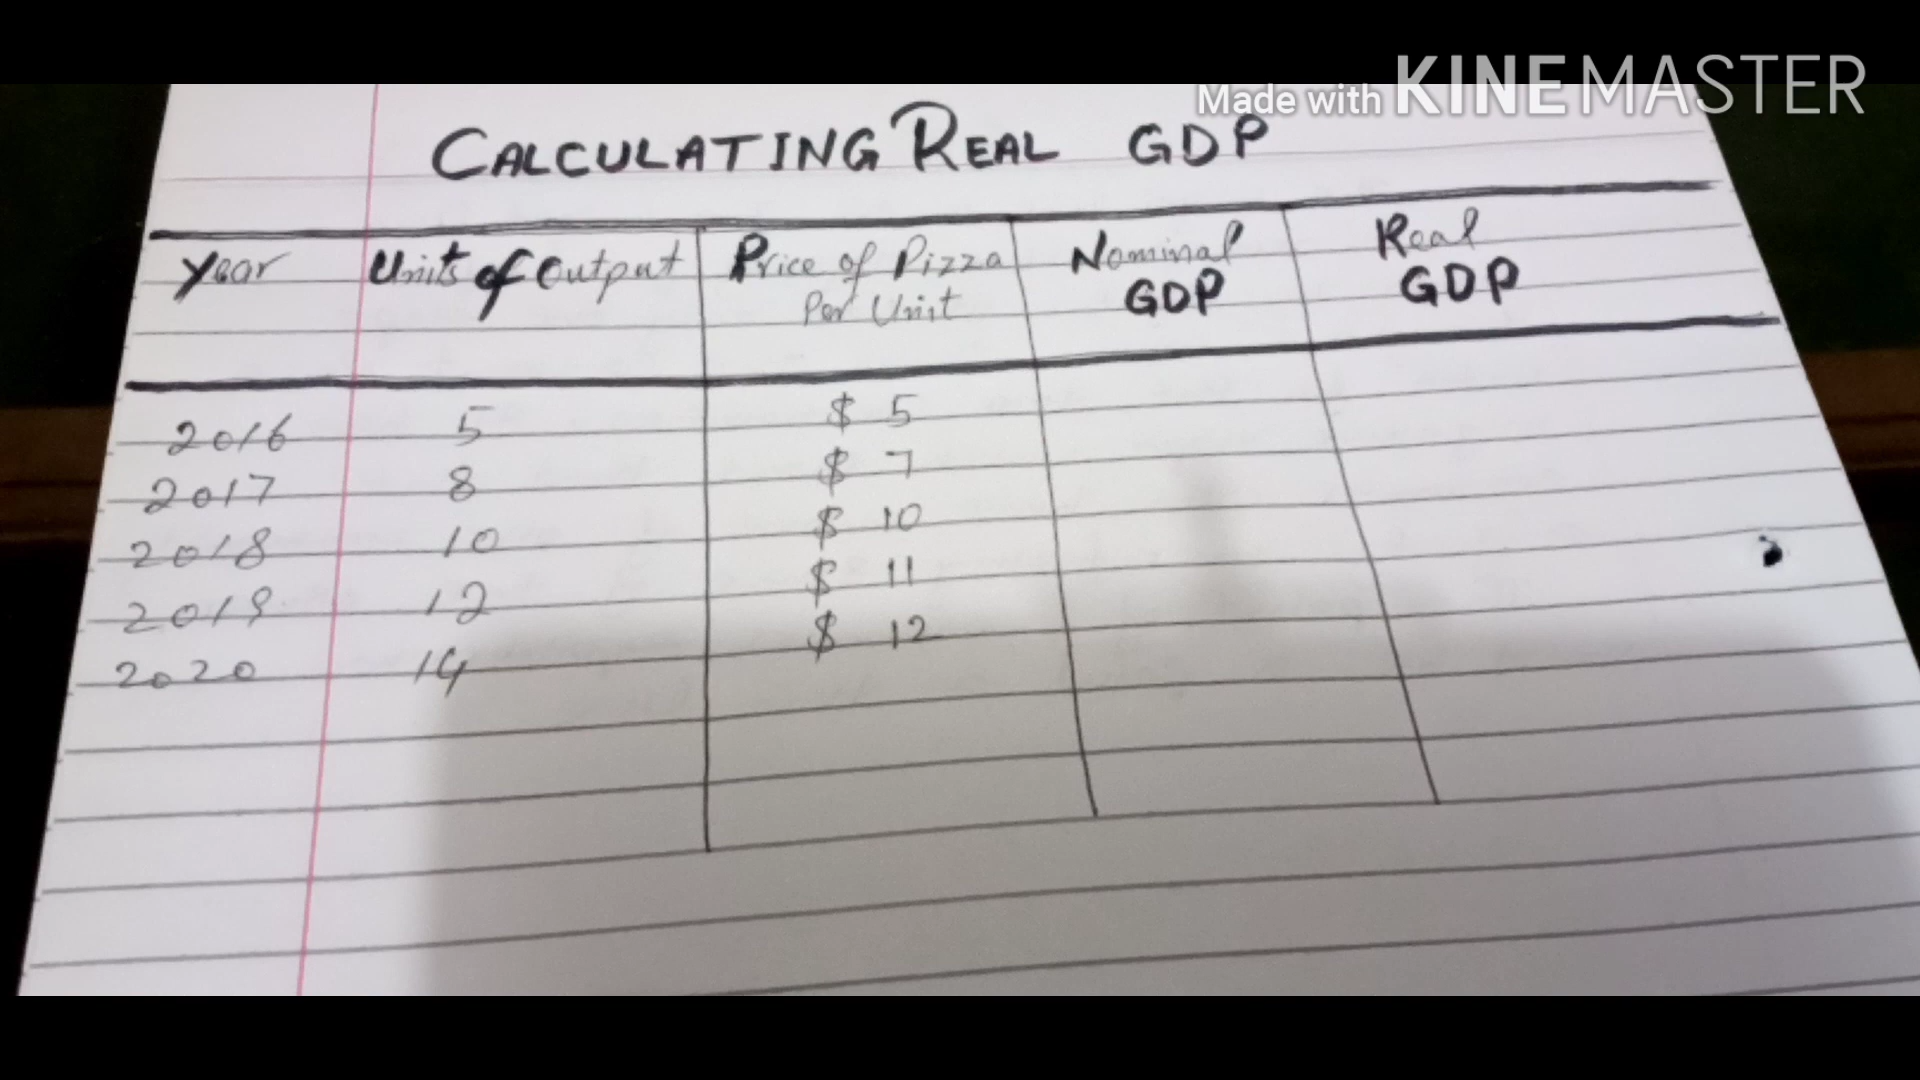 Made with KINEMASTER
CALCULATING REAL GDP
Year Units of Output Price of Pizza Per Unit Nominal GDP Real GDP
2016 5 $ 5
2017 8 $ 7
2018 10 $ 10
2019 12 $ 11
2020 14 $ 12